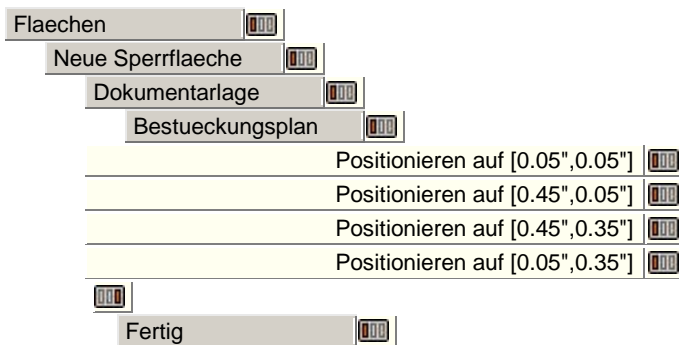 Flaechen
Neue Sperrflaeche
Dokumentarlage
Bestueckungsplan
Positionieren auf [0.05",0.05"]
Positionieren auf [0.45",0.05"]
Positionieren auf [0.45",0.35"]
Positionieren auf [0.05",0.35"]
Fertig